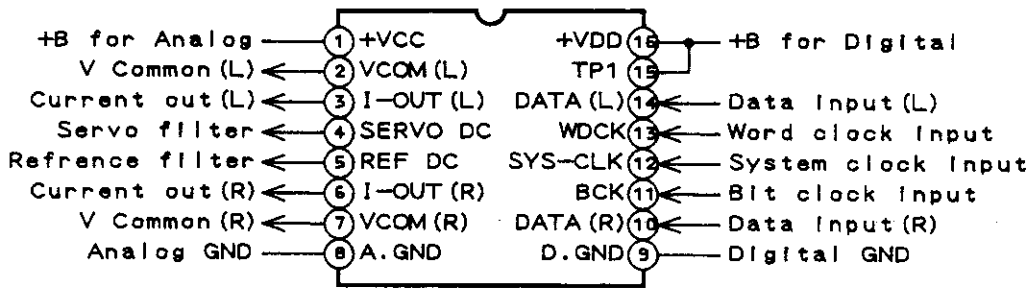 +B for Analog 1 +VCC +VDD 16 +B for Digital
V Common (L) 2 VCOM (L) TP1 15
Current out (L) 3 I-OUT (L) DATA (L) 14 Data Input (L)
Servo filter 4 SERVO DC WDCK 13 Word clock Input
Refrence filter 5 REF DC SYS-CLK 12 System clock Input
Current out (R) 6 I-OUT (R) BCK 11 Bit clock Input
V Common (R) 7 VCOM (R) DATA (R) 10 Data Input (R)
Analog GND 8 A.GND D.GND 9 Digital GND